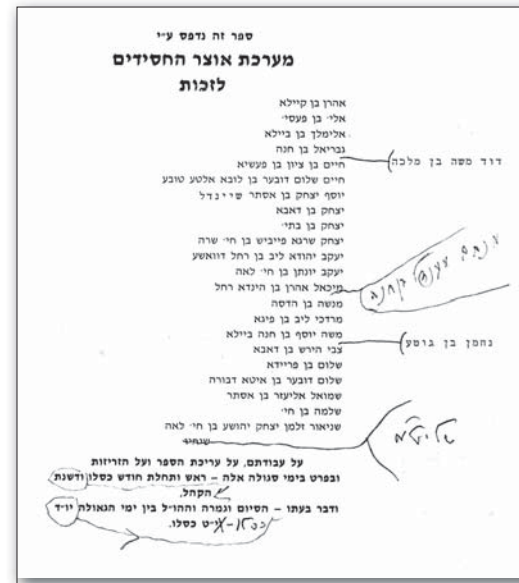 ספר זה נדפס ע״י
מערכת אוצר החסידים
לזכות
אהרן בן קיילא
אלי׳ בן פעסי׳
אלימלך בן ביילא
גבריאל בן חנה
דוד משה בן מלכה
חיים בן ציון בן פעשיא
חיים שלום דובער בן לובא אלטע טובע
יוסף יצחק בן אסתר שיינדל
יצחק בן דאבא
יצחק בן בתי׳
יצחק שרגא פייביש בן חי׳ שרה
יעקב יהודא ליב בן רחל דוואשע
יעקב יונתן בן חי׳ לאה
מיכאל אהרן בן הינדא רחל
מנשה בן הדסה
מרדכי ליב בן פיגא
משה יוסף בן חנה ביילא
נחמן בן גוטע
צבי הירש בן דאבא
שלום בן פריידא
שלום דובער בן איטא דבורה
שמואל אליעזר בן אסתר
שלמה בן חי׳
שניאור זלמן יצחק יהושע בן חי׳ לאה
שיחיו
על עבודתם, על עריכת הספר ועל הזריזות
ובפרט בימי סגולה אלה – ראש ותחלת חודש כסלו ודשנת
הקהל,
ודבר בעתו – הסיום וגמרה וההו״ל בין ימי הגאולה יו״ד
י״ט כסלו.